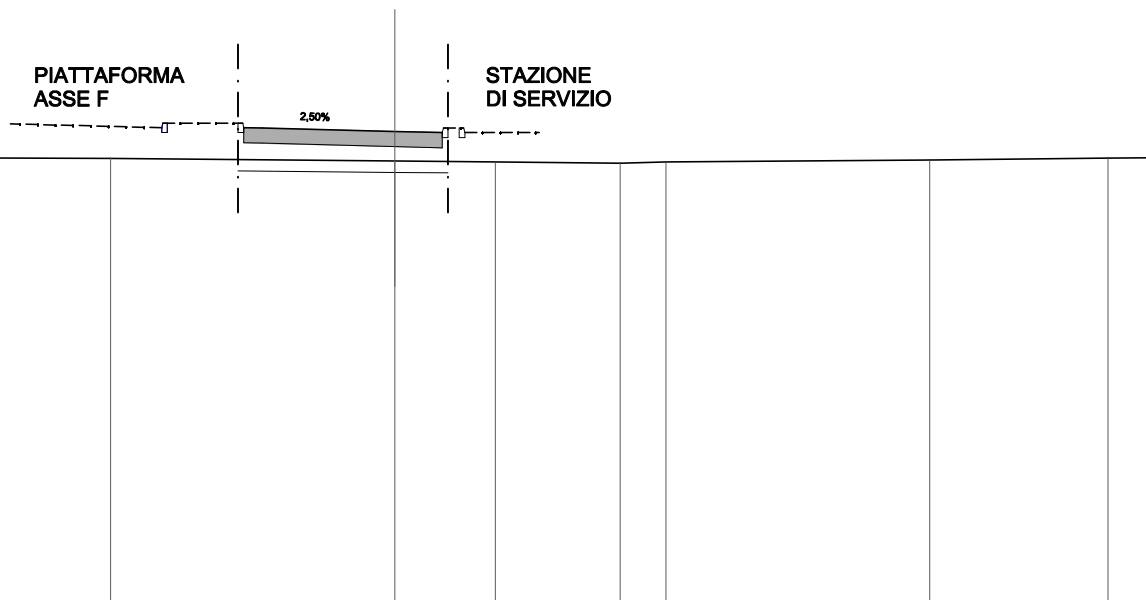 PIATTAFORMA
ASSE F
2,50%
STAZIONE
DI SERVIZIO